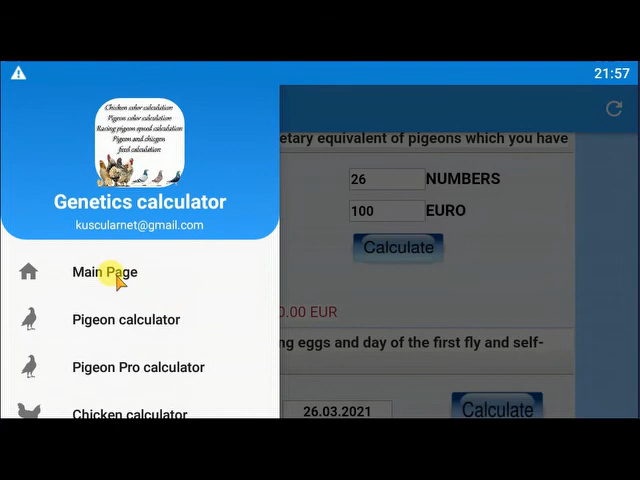 21:57
Chicken color calculation
Pigeon color calculation
Racing pigeon speed calculation
Pigeon and chicgen
feed calculation
Genetics calculator
kuscularnet@gmail.com
Main Page
Pigeon calculator
Pigeon Pro calculator
Chicken calculator
etary equivalent of pigeons which you have
26 NUMBERS
100 EURO
Calculate
0.00 EUR
ng eggs and day of the first fly and self-
26.03.2021 Calculate